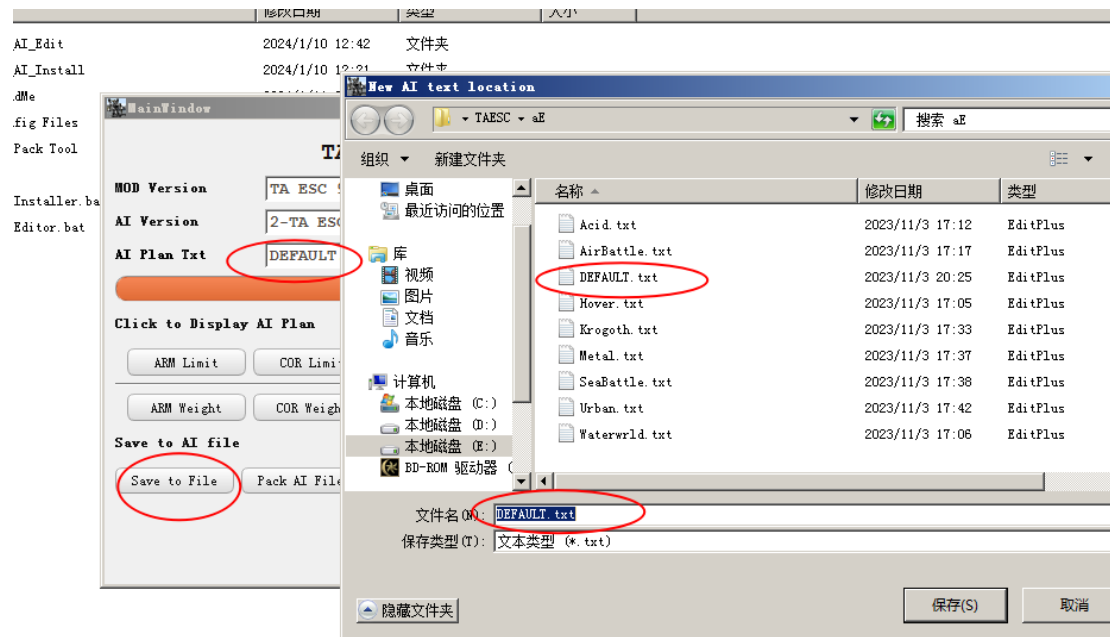 修改日期 类型 大小
AI_Edit 2024/1/10 12:42 文件夹
AI_Install 2024/1/10 12:21 文件夹
dMe
fig Files
Pack Tool
Installer.ba
Editor.bat
MainWindow
MOD Version TA ESC
AI Version 2-TA ESC
AI Plan Txt DEFAULT
Click to Display AI Plan
ARM Limit COR Limi
ARM Weight COR Weigh
Save to AI file
Save to File Pack AI File
New AI text location
TAESC aE
搜索 aE
组织 新建文件夹
桌面
最近访问的位置
库
视频
图片
文档
音乐
计算机
本地磁盘 (C:)
本地磁盘 (D:)
本地磁盘 (E:)
BD-ROM 驱动器 (
名称 修改日期 类型
Acid.txt 2023/11/3 17:12 EditPlus
AirBattle.txt 2023/11/3 17:17 EditPlus
DEFAULT.txt 2023/11/3 20:25 EditPlus
Hover.txt 2023/11/3 17:05 EditPlus
Krogoth.txt 2023/11/3 17:33 EditPlus
Metal.txt 2023/11/3 17:37 EditPlus
SeaBattle.txt 2023/11/3 17:38 EditPlus
Urban.txt 2023/11/3 17:42 EditPlus
Waterwrld.txt 2023/11/3 17:06 EditPlus
文件名(N): DEFAULT.txt
保存类型(T): 文本类型 (*.txt)
隐藏文件夹 保存(S) 取消